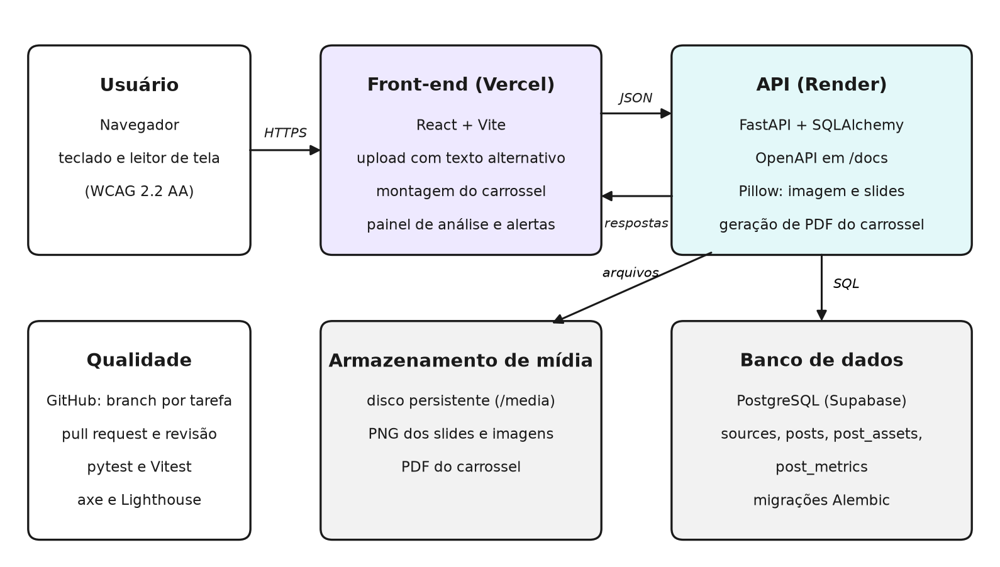 Usuário
Navegador
teclado e leitor de tela
(WCAG 2.2 AA)
HTTPS
Front-end (Vercel)
React + Vite
upload com texto alternativo
montagem do carrossel
painel de análise e alertas
JSON
respostas
API (Render)
FastAPI + SQLAlchemy
OpenAPI em /docs
Pillow: imagem e slides
geração de PDF do carrossel
arquivos
SQL
Qualidade
GitHub: branch por tarefa
pull request e revisão
pytest e Vitest
axe e Lighthouse
Armazenamento de mídia
disco persistente (/media)
PNG dos slides e imagens
PDF do carrossel
Banco de dados
PostgreSQL (Supabase)
sources, posts, post_assets,
post_metrics
migrações Alembic